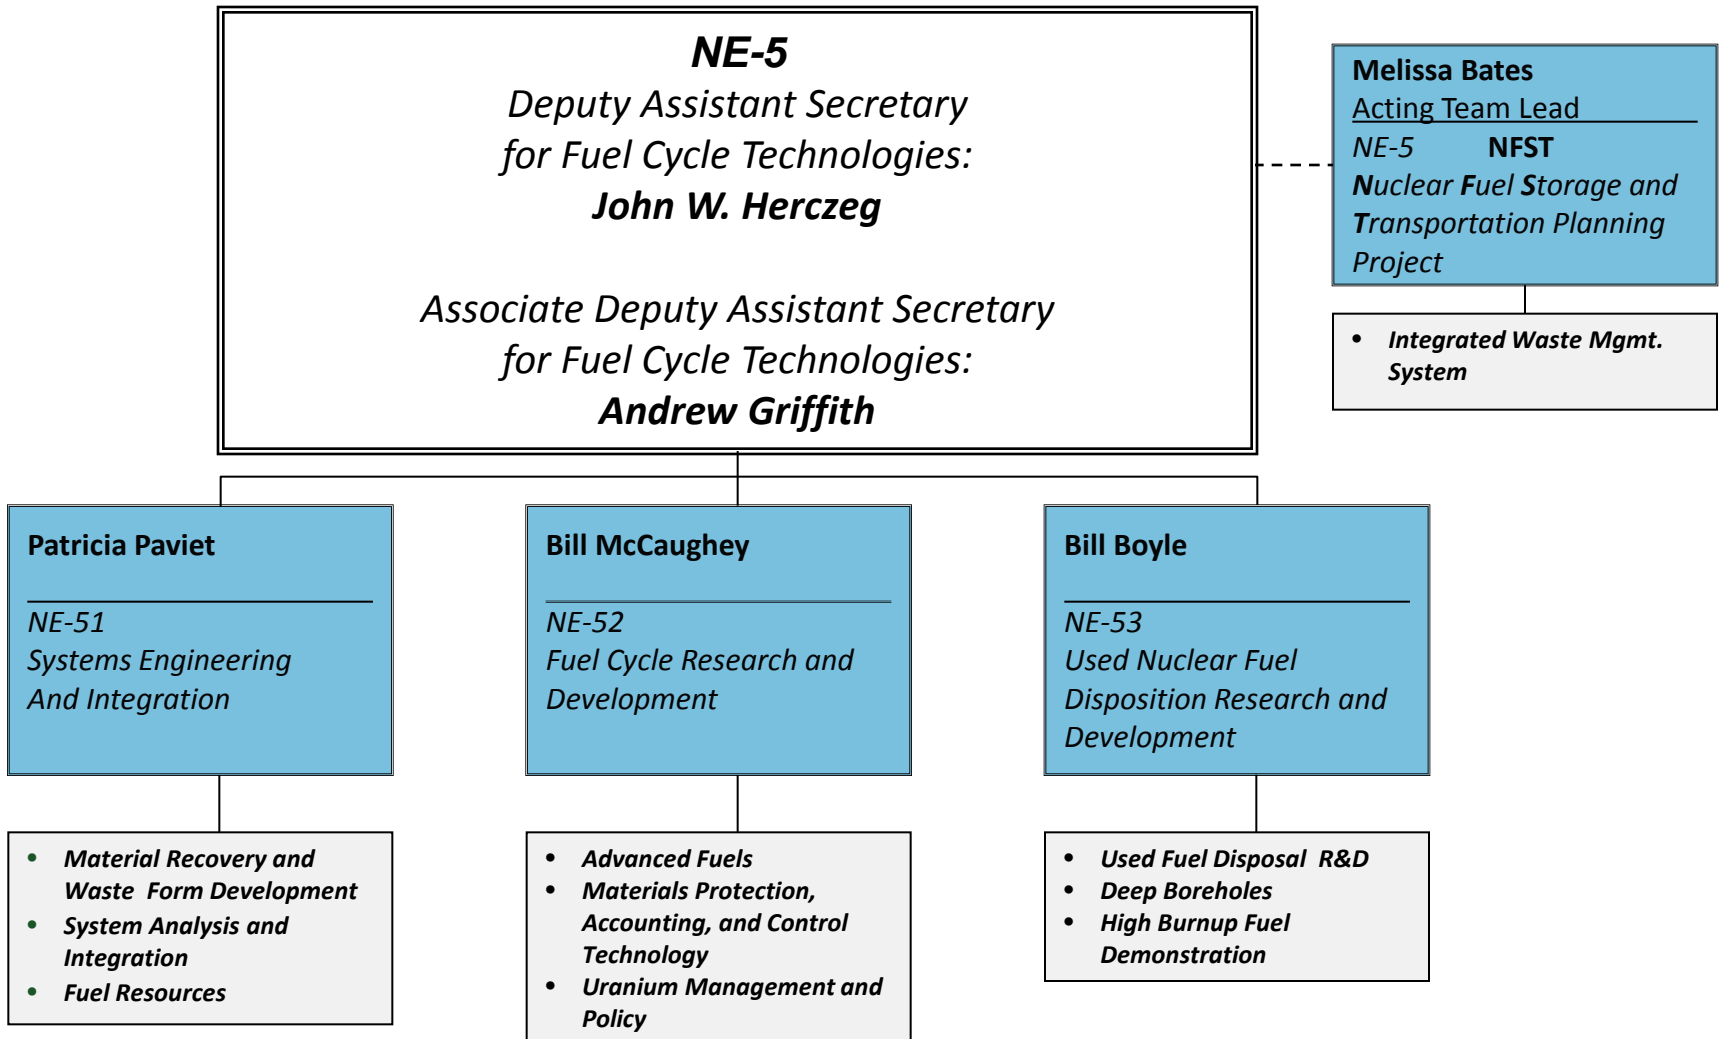 NE-5
Deputy Assistant Secretary
for Fuel Cycle Technologies:
John W. Herczeg
Associate Deputy Assistant Secretary
for Fuel Cycle Technologies:
Andrew Griffith
Melissa Bates
Acting Team Lead
NE-5 NFST
Nuclear Fuel Storage and
Transportation Planning
Project
• Integrated Waste Mgmt.
System
Patricia Paviet
NE-51
Systems Engineering
And Integration
• Material Recovery and
Waste Form Development
• System Analysis and
Integration
• Fuel Resources
Bill McCaughey
NE-52
Fuel Cycle Research and
Development
• Advanced Fuels
• Materials Protection,
Accounting, and Control
Technology
• Uranium Management and
Policy
Bill Boyle
NE-53
Used Nuclear Fuel
Disposition Research and
Development
• Used Fuel Disposal R&D
• Deep Boreholes
• High Burnup Fuel
Demonstration